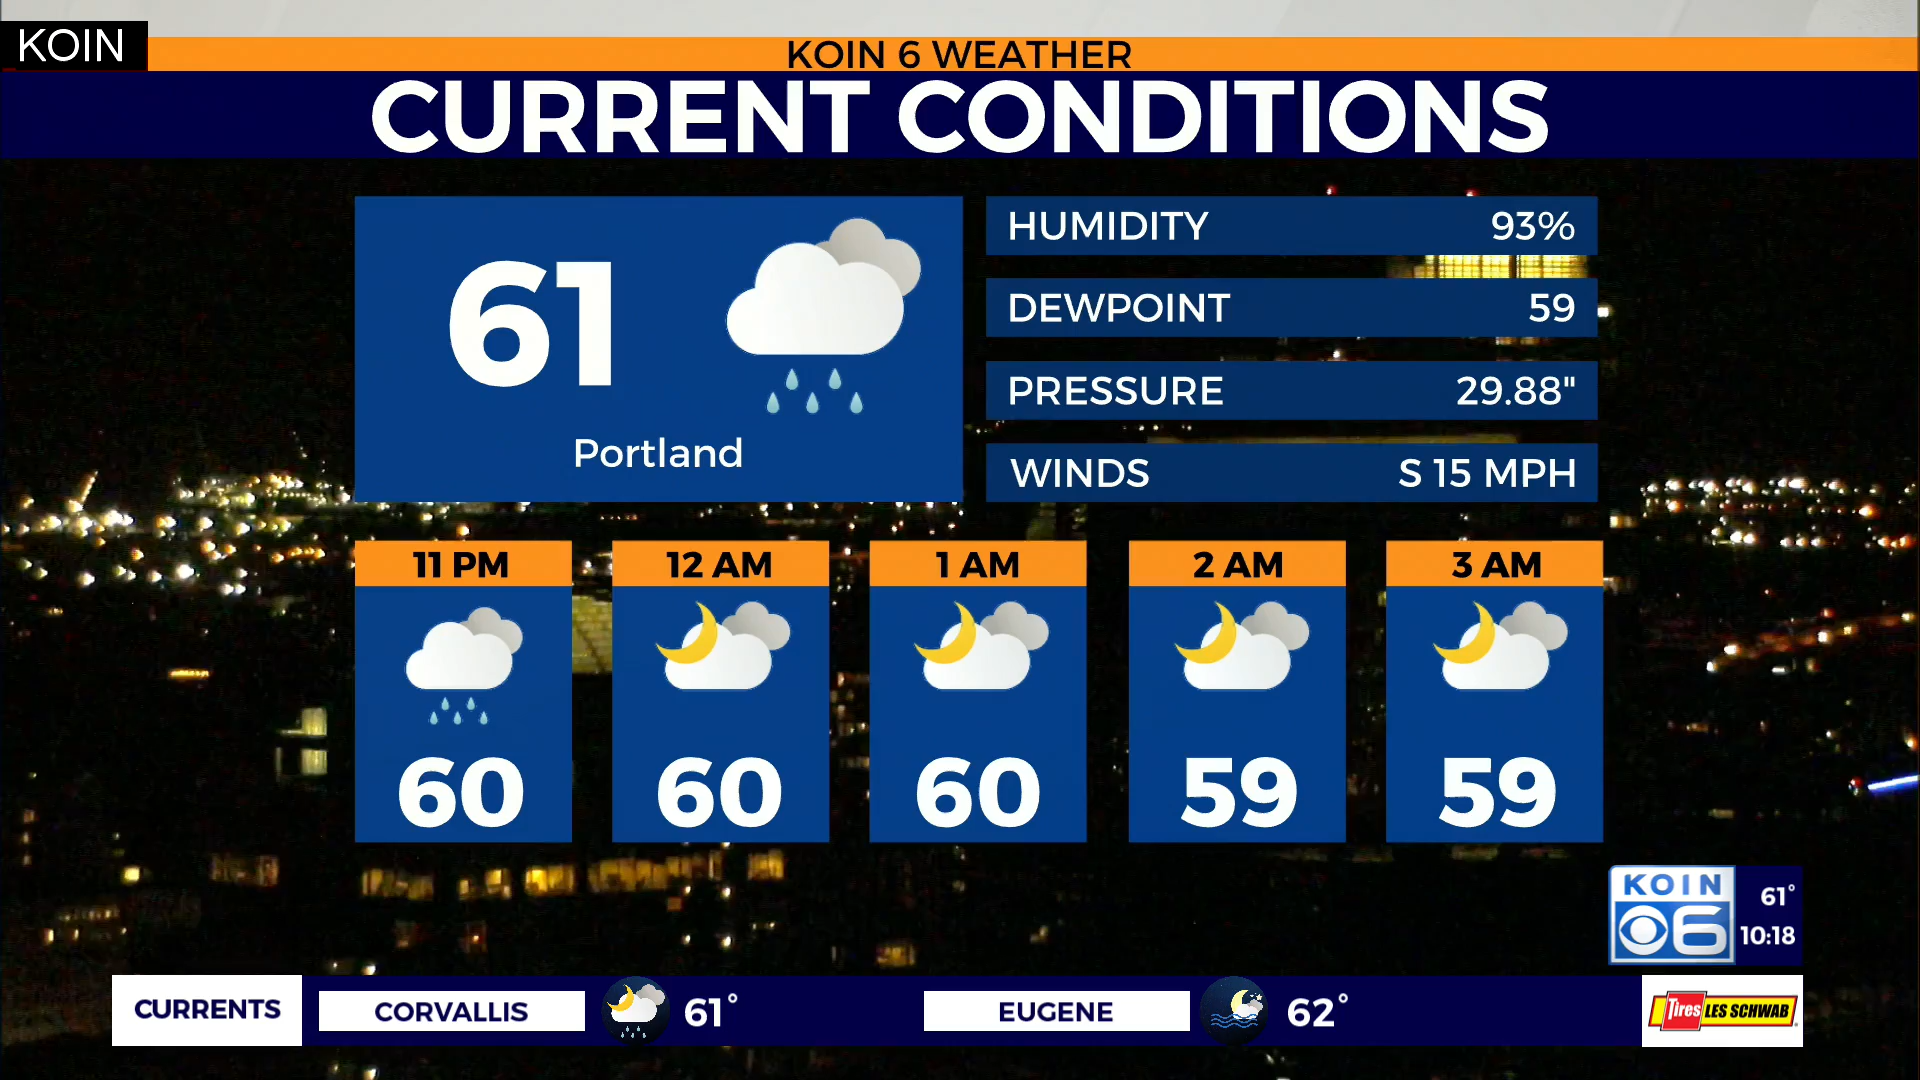 KOIN
KOIN 6 WEATHER
CURRENT CONDITIONS
61
Portland
HUMIDITY 93%
DEWPOINT 59
PRESSURE 29.88"
WINDS S 15 MPH
11 PM
60
12 AM
60
1 AM
60
2 AM
59
3 AM
59
KOIN
6
61°
10:18
CURRENTS
CORVALLIS 61°
EUGENE 62°
Tires LES SCHWAB